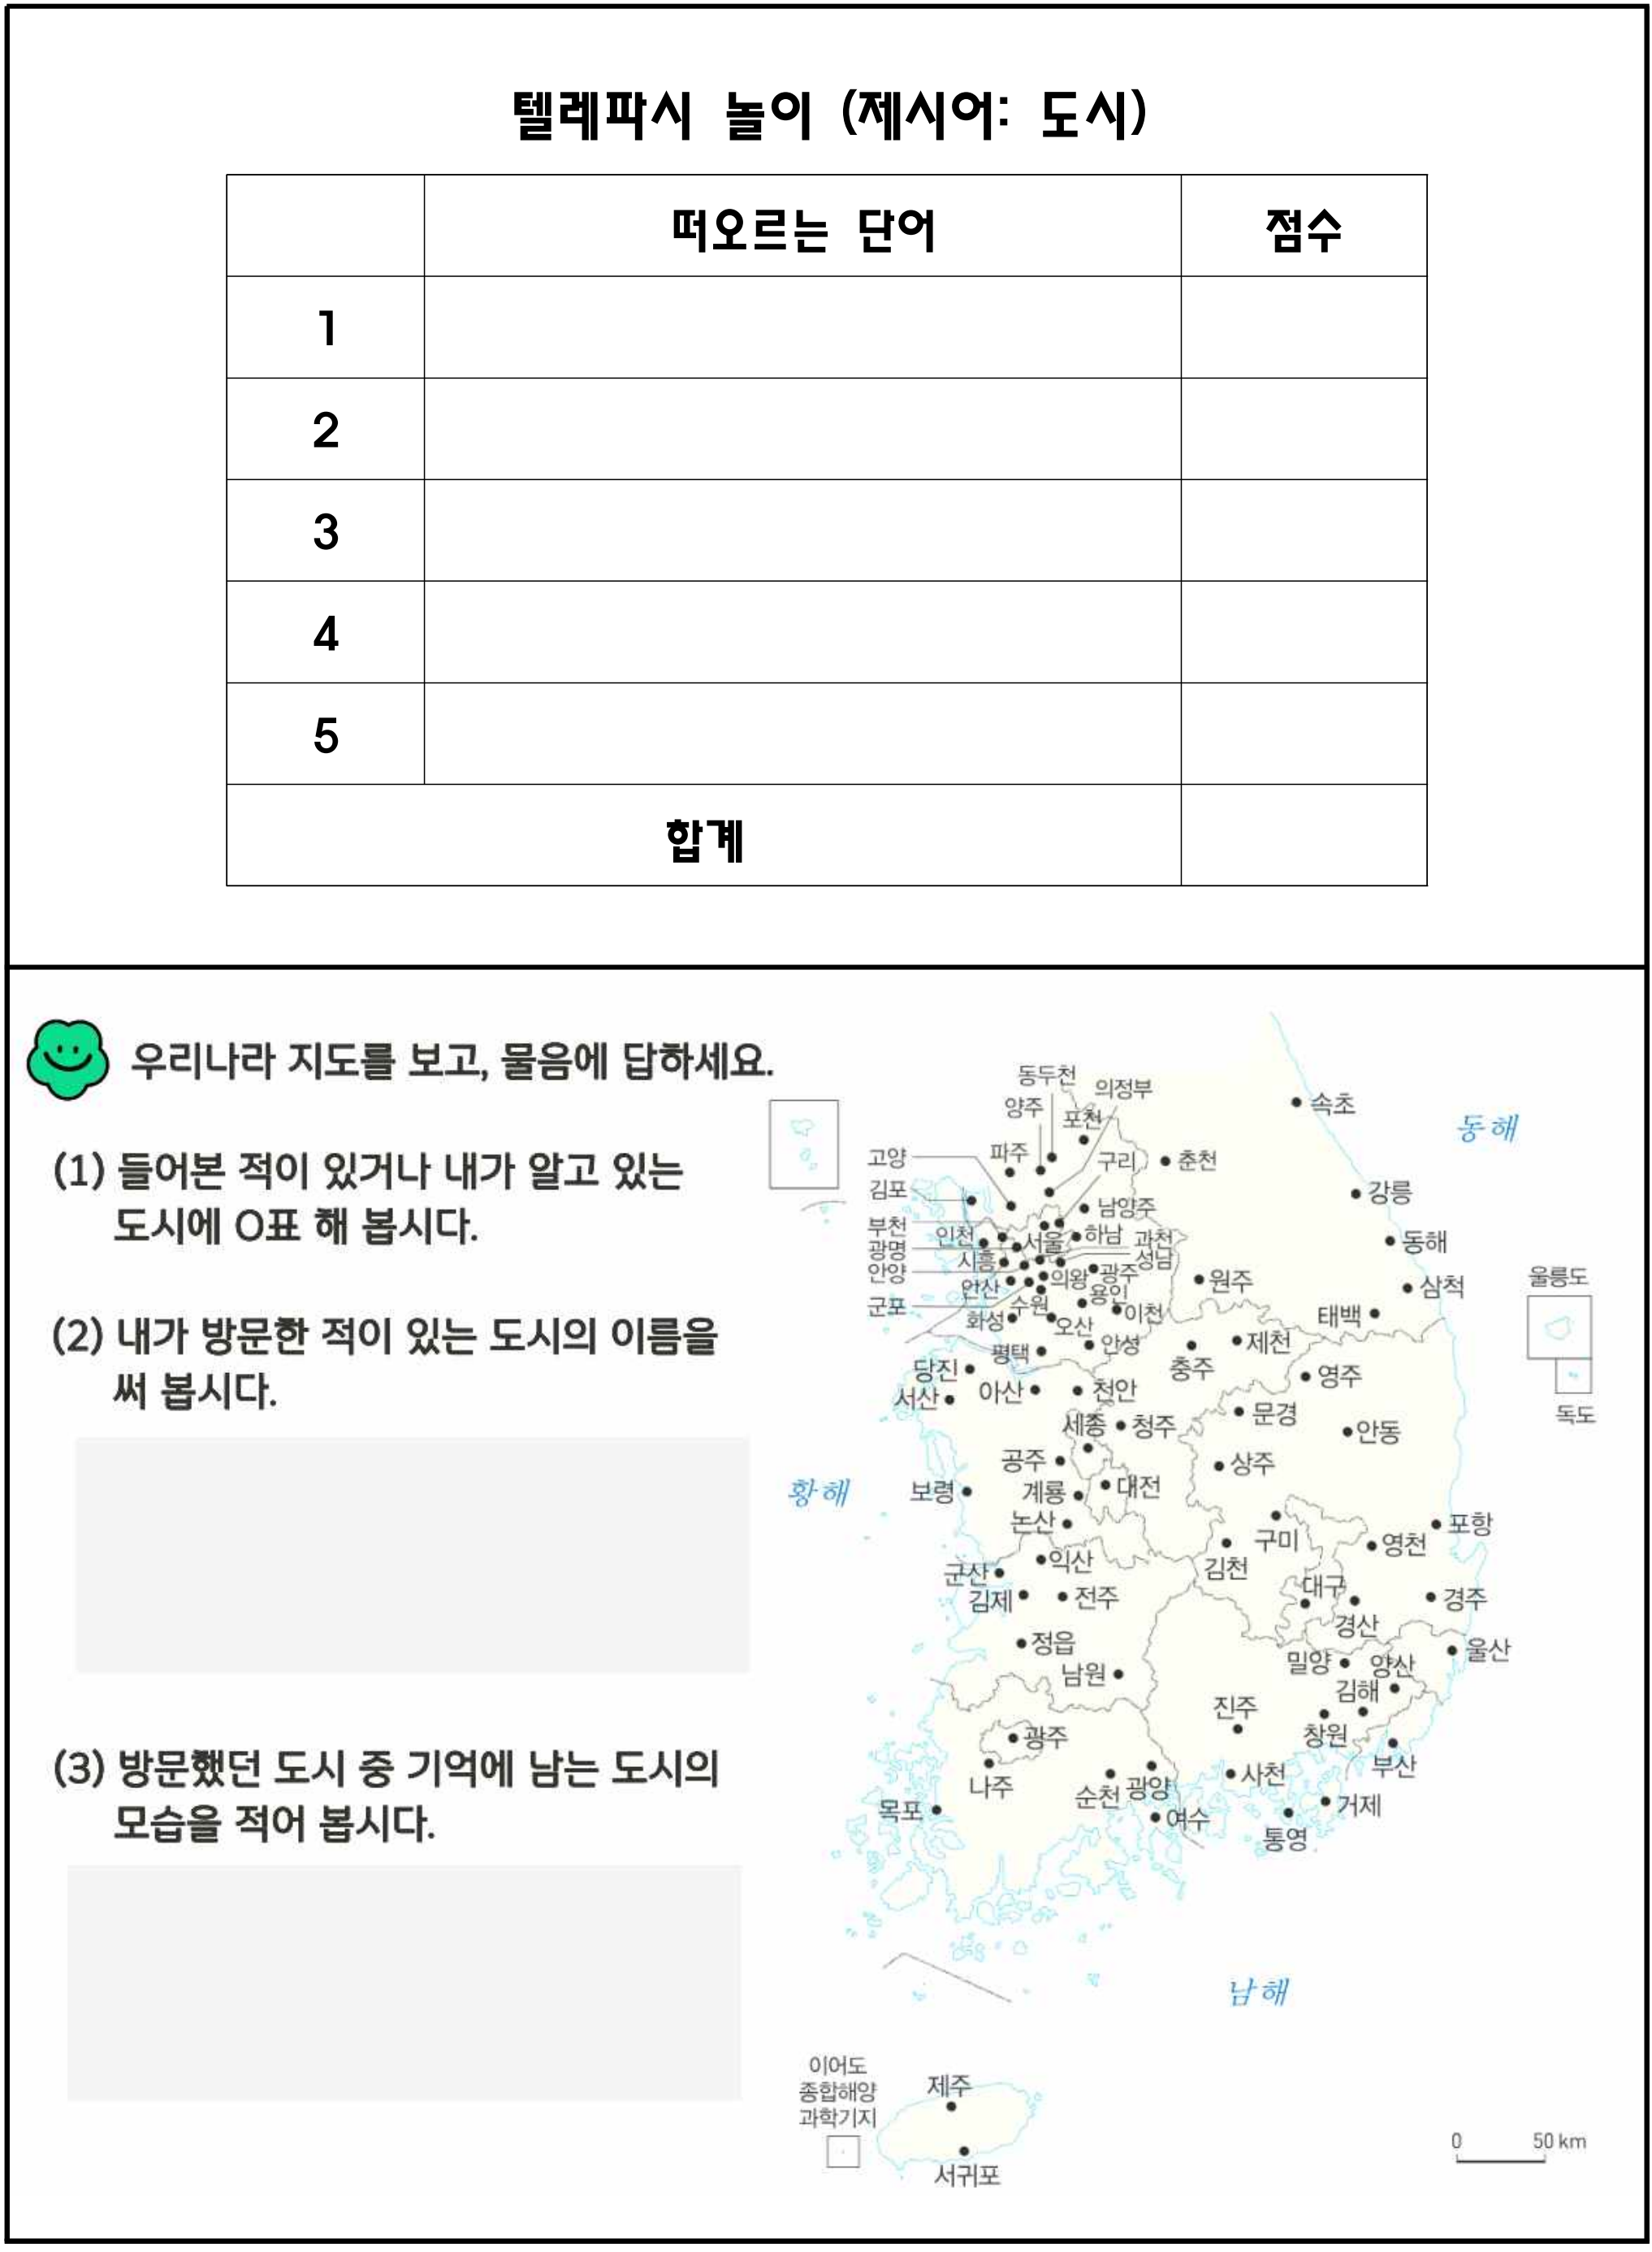 텔레파시 놀이 (제시어: 도시)
떠오르는 단어 점수
1
2
3
4
5
합계
우리나라 지도를 보고, 물음에 답하세요.
(1) 들어본 적이 있거나 내가 알고 있는
도시에 O표 해 봅시다.
(2) 내가 방문한 적이 있는 도시의 이름을
써 봅시다.
(3) 방문했던 도시 중 기억에 남는 도시의
모습을 적어 봅시다.
동두천
의정부
양주
포천
속초
동해
고양
파주
구리
춘천
김포
강릉
남양주
부천
인천
서울
하남
과천
동해
광명
시흥
성남
안양
안산
의왕
광주
원주
삼척
울릉도
군포
수원
용인
이천
화성
오산
태백
평택
안성
충주
제천
당진
영주
서산
아산
천안
문경
독도
세종
청주
안동
공주
상주
황해
보령
계룡
대전
논산
구미
포항
영천
익산
김천
군산
대구
김제
전주
경주
경산
정읍
울산
밀양
양산
남원
김해
진주
광주
창원
부산
나주
순천
광양
사천
목포
여수
거제
통영
남해
이어도
종합해양
과학기지
제주
서귀포
0 50 km